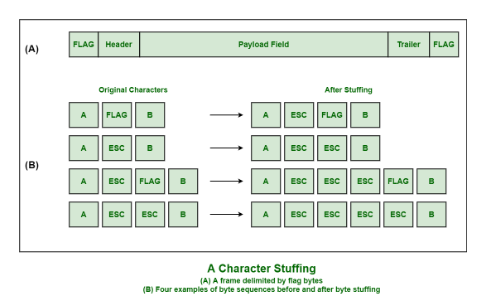 (A) FLAG Header Payload Field Trailer FLAG
Original Characters After Stuffing
(B)
A FLAG B A ESC FLAG B
A ESC B A ESC ESC B
A ESC FLAG B A ESC ESC ESC FLAG B
A ESC ESC B A ESC ESC ESC ESC B
A Character Stuffing
(A) A frame delimited by flag bytes
(B) Four examples of byte sequences before and after byte stuffing